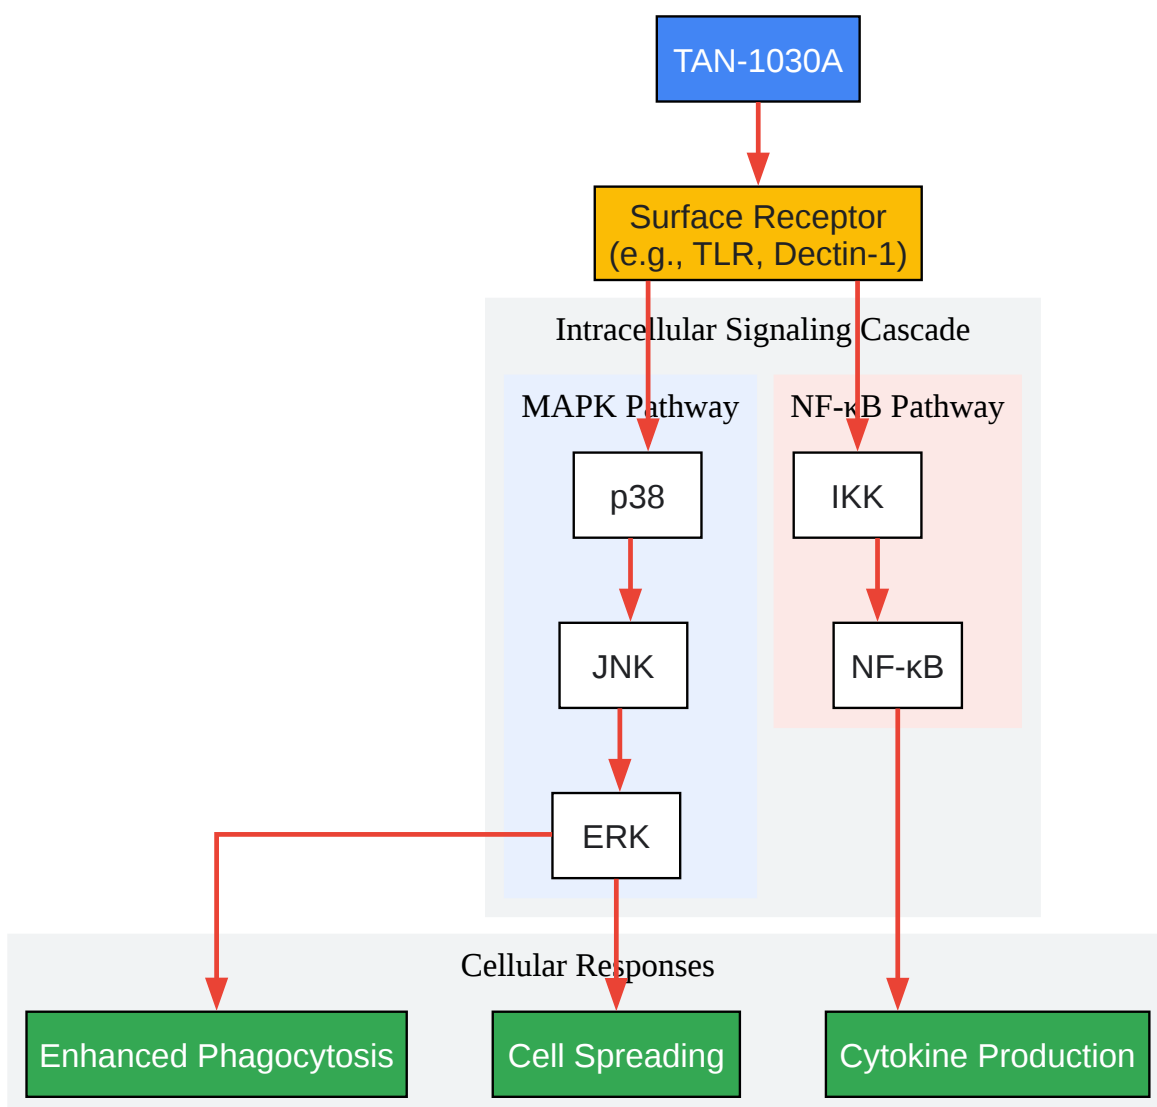 TAN-1030A
Surface Receptor
(e.g., TLR, Dectin-1)
Intracellular Signaling Cascade
MAPK Pathway
NF-κB Pathway
p38
IKK
JNK
NF-κB
ERK
Cellular Responses
Enhanced Phagocytosis
Cell Spreading
Cytokine Production